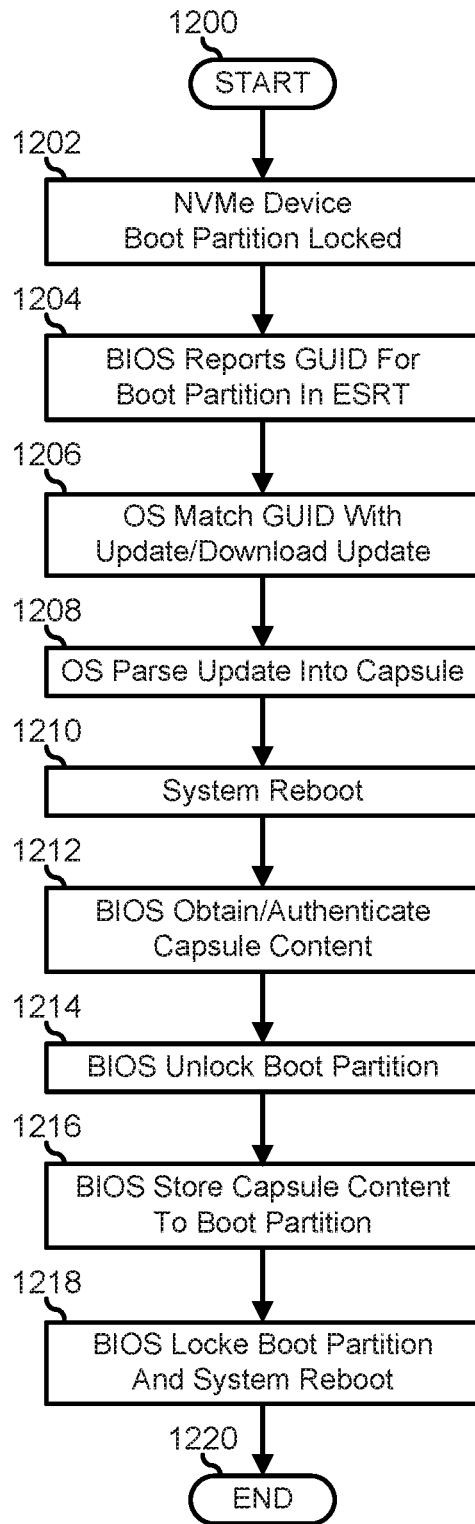 1200
START
1202
NVMe Device
Boot Partition Locked
1204
BIOS Reports GUID For
Boot Partition In ESRT
1206
OS Match GUID With
Update/Download Update
1208
OS Parse Update Into Capsule
1210
System Reboot
1212
BIOS Obtain/Authenticate
Capsule Content
1214
BIOS Unlock Boot Partition
1216
BIOS Store Capsule Content
To Boot Partition
1218
BIOS Locke Boot Partition
And System Reboot
1220
END